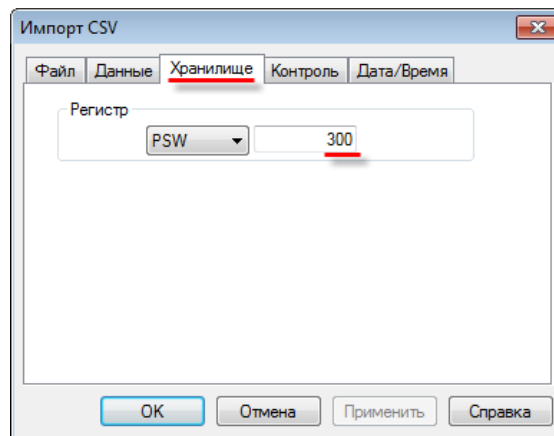 Импорт CSV
Файл Данные Хранилище Контроль Дата/Время
Регистр
PSW 300
OK Отмена Применить Справка